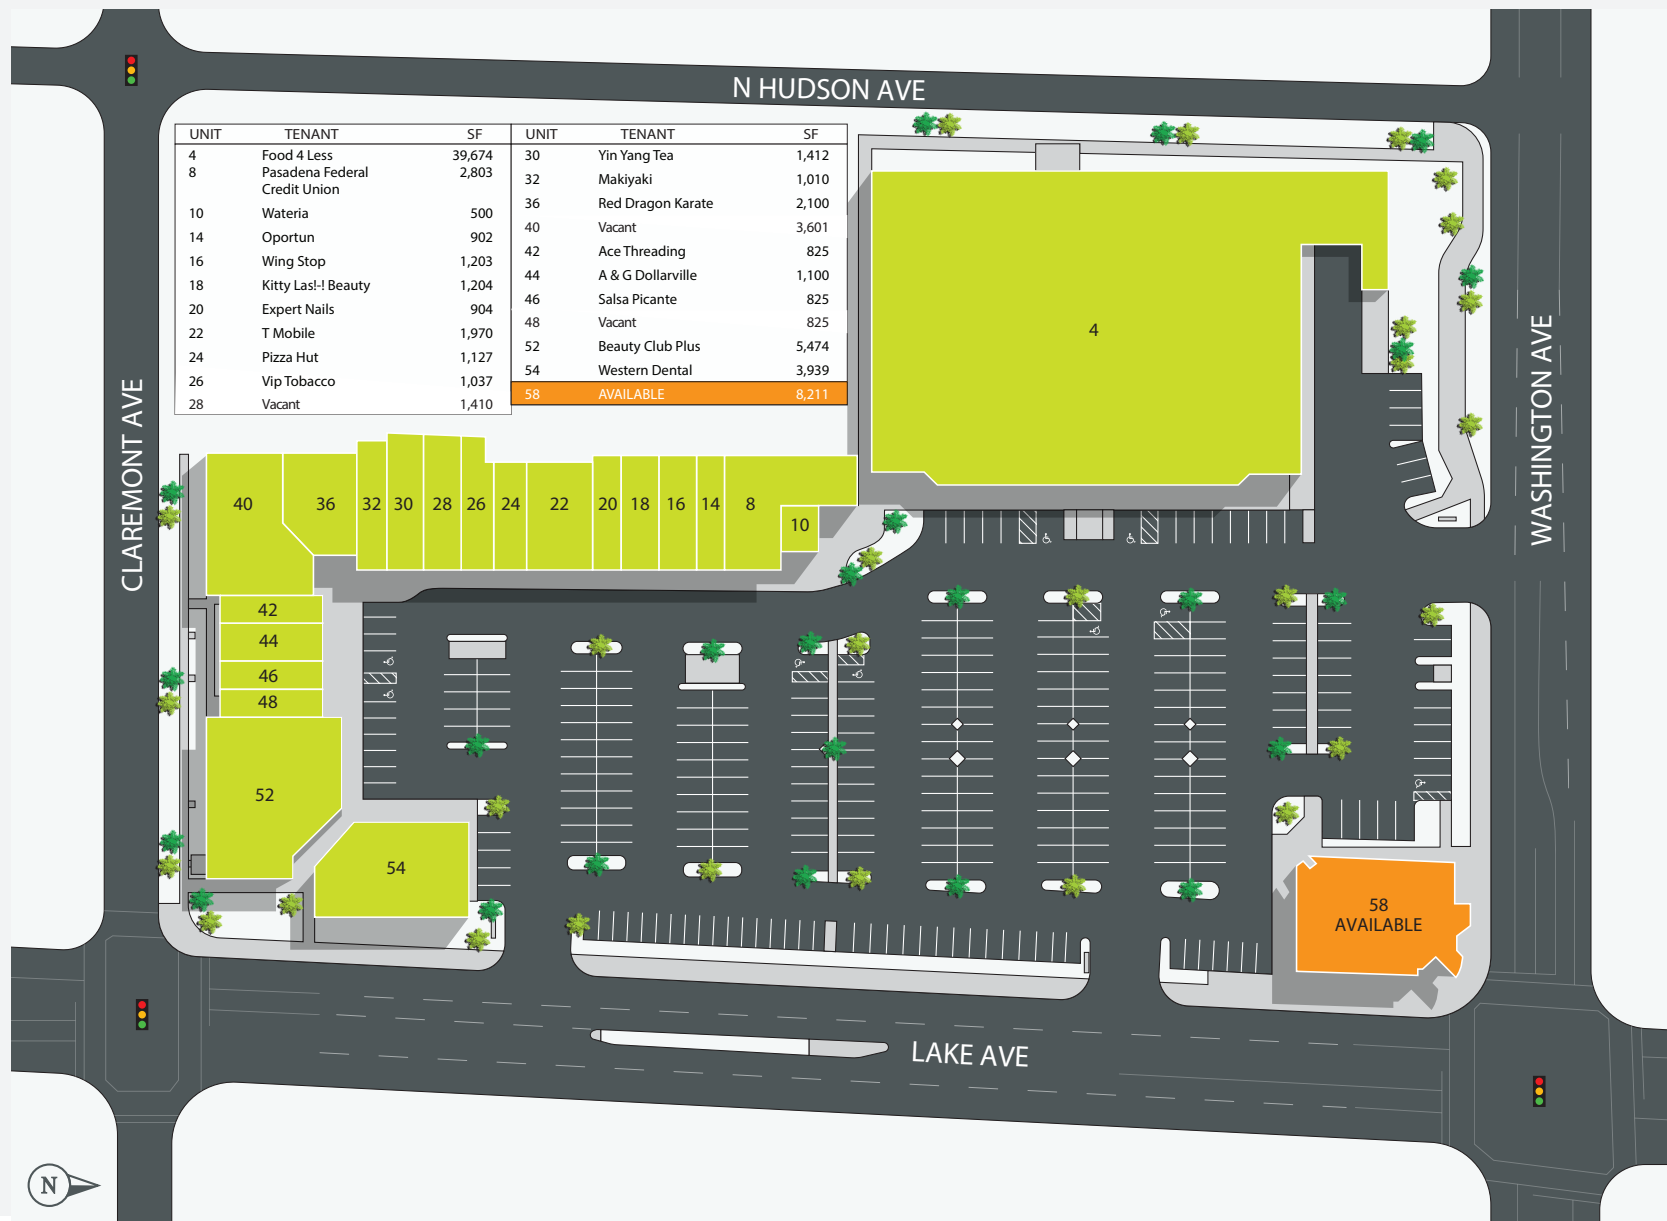 N HUDSON AVE
UNIT TENANT SF
4 Food 4 Less 39,674
8 Pasadena Federal 2,803
Credit Union
10 Wateria 500
14 Oportun 902
16 Wing Stop 1,203
18 Kitty Las!-! Beauty 1,204
20 Expert Nails 904
22 T Mobile 1,970
24 Pizza Hut 1,127
26 Vip Tobacco 1,037
28 Vacant 1,410
UNIT TENANT SF
30 Yin Yang Tea 1,412
32 Makiyaki 1,010
36 Red Dragon Karate 2,100
40 Vacant 3,601
42 Ace Threading 825
44 A & G Dollarville 1,100
46 Salsa Picante 825
48 Vacant 825
52 Beauty Club Plus 5,474
54 Western Dental 3,939
58 AVAILABLE 8,211
4
CLAREMONT AVE
WASHINGTON AVE
40 36 32 30 28 26 24 22 20 18 16 14 8
10
42
44
46
48
52
54
58
AVAILABLE
LAKE AVE
N